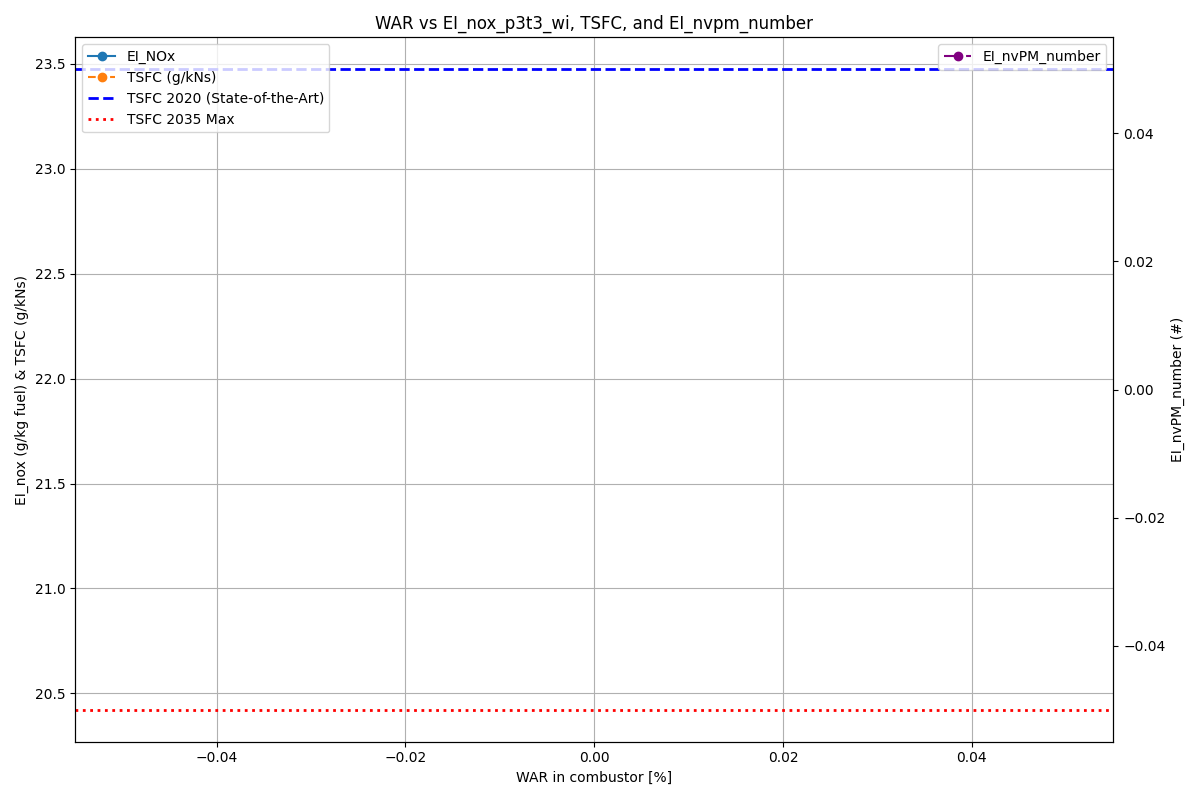 WAR vs EI_nox_p3t3_wi, TSFC, and EI_nvpm_number
EI_NOx
TSFC (g/kNs)
TSFC 2020 (State-of-the-Art)
TSFC 2035 Max
EI_nvPM_number
23.5
23.0
22.5
22.0
21.5
21.0
20.5
EI_nox (g/kg fuel) & TSFC (g/kNs)
0.04
0.02
0.00
−0.02
−0.04
EI_nvPM_number (#)
−0.04
−0.02
0.00
0.02
0.04
WAR in combustor [%]